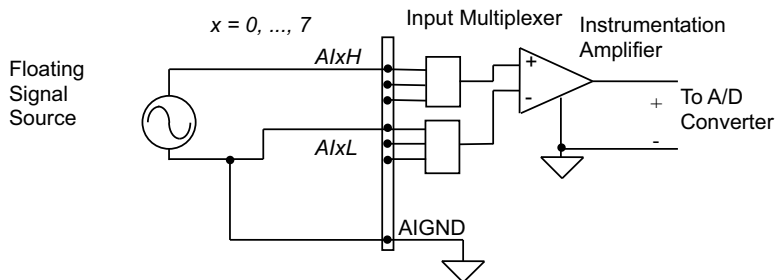 x = 0, ..., 7
Input Multiplexer
Instrumentation
Amplifier
Floating
Signal
Source
AIxH
+
-
To A/D
Converter
+
-
AIxL
AIGND